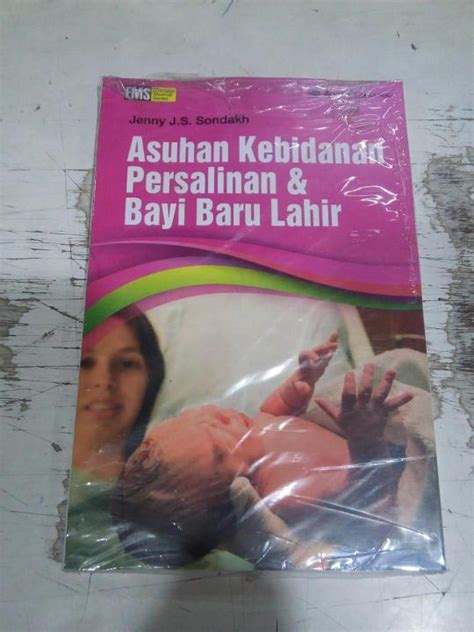 EMS
Jenny J.S. Sondakh
Asuhan Kebidanan
Persalinan &
Bayi Baru Lahir